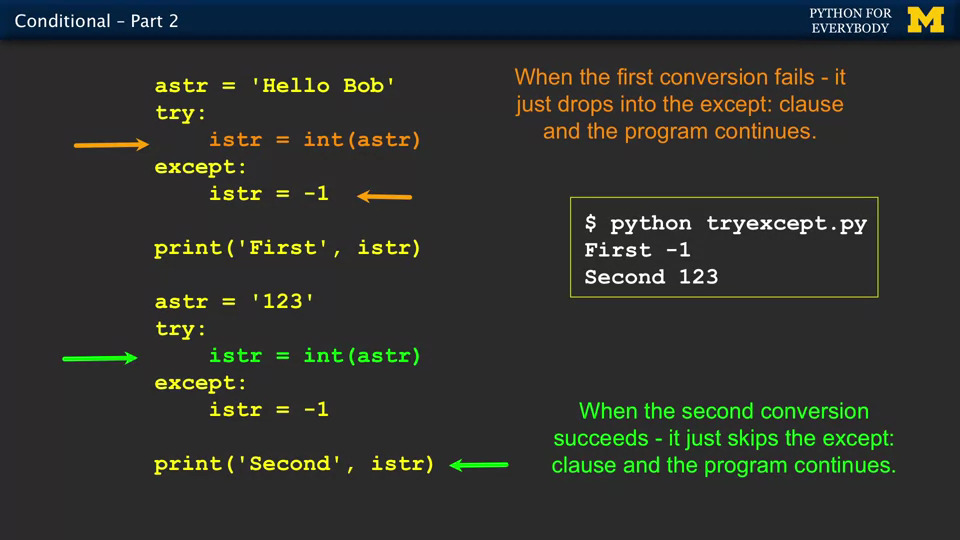 Conditional – Part 2
PYTHON FOR
EVERYBODY
M
astr = 'Hello Bob'
try:
    istr = int(astr)
except:
    istr = -1
print('First', istr)
astr = '123'
try:
    istr = int(astr)
except:
    istr = -1
print('Second', istr)
When the first conversion fails - it
just drops into the except: clause
and the program continues.
$ python tryexcept.py
First -1
Second 123
When the second conversion
succeeds - it just skips the except:
clause and the program continues.